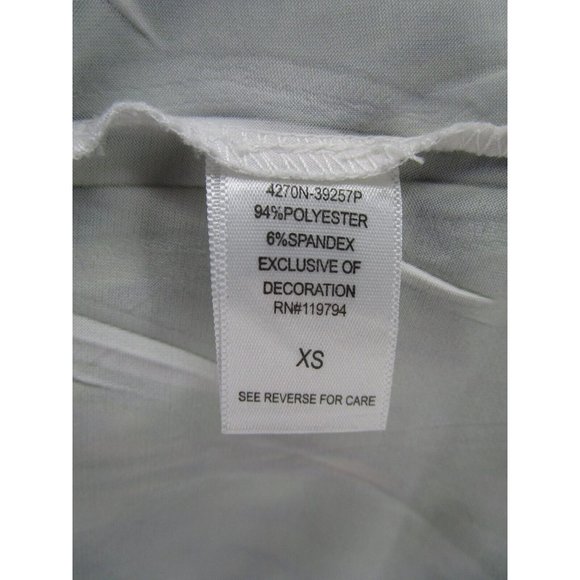 4270N-39257P
94%POLYESTER
6%SPANDEX
EXCLUSIVE OF
DECORATION
RN#119794
XS
SEE REVERSE FOR CARE